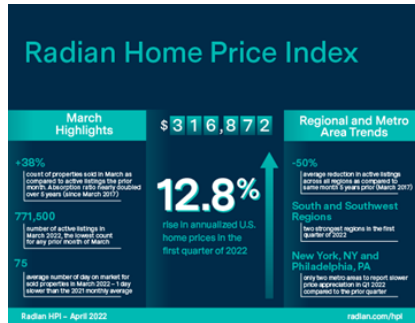 Radian Home Price Index
March
Highlights
+38%
count of properties sold in March as
compared to active listings the prior
month. Absorption ratio nearly doubled
over 5 years (since March 2017)
771,500
number of active listings in
March 2022, the lowest count
for any prior month of March
75
average number of day on market for
sold properties in March 2022 – 1 day
slower than the 2021 monthly average
$316,872
12.8%
rise in annualized U.S.
home prices in the
first quarter of 2022
Regional and Metro
Area Trends
-50%
average reduction in active listings
across all regions as compared to
same month 5 years prior (March 2017)
South and Southwest
Regions
two strongest regions in the first
quarter of 2022
New York, NY and
Philadelphia, PA
only two metro areas to report slower
price appreciation in Q1 2022
compared to the prior quarter
Radian HPI – April 2022
radian.com/hpi